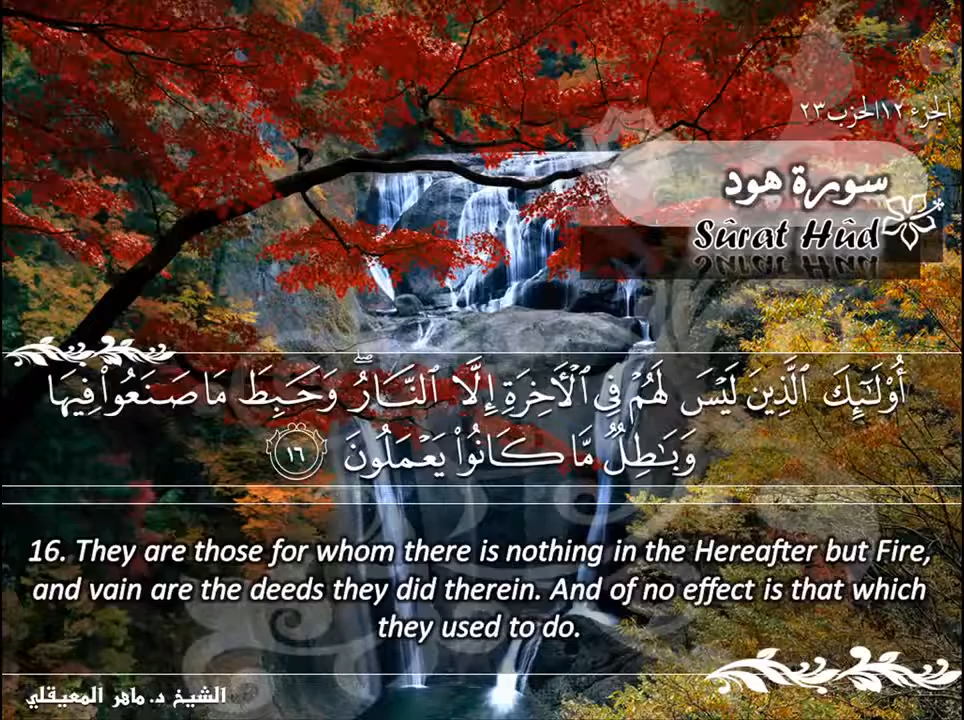 الجزء ١٢ الحزب ٢٣
سورة هود
Sûrat Hûd
أُوْلَـٰٓئِكَ ٱلَّذِينَ لَيْسَ لَهُمْ فِى ٱلْأَخِرَةِ إِلَّا ٱلنَّارُ ۖ وَحَبِطَ مَا صَنَعُوا۟ فِيهَا
وَبَـٰطِلٌ مَّا كَانُوا۟ يَعْمَلُونَ ١٦
16. They are those for whom there is nothing in the Hereafter but Fire,
and vain are the deeds they did therein. And of no effect is that which
they used to do.
الشيخ د. ماهر المعيقلي